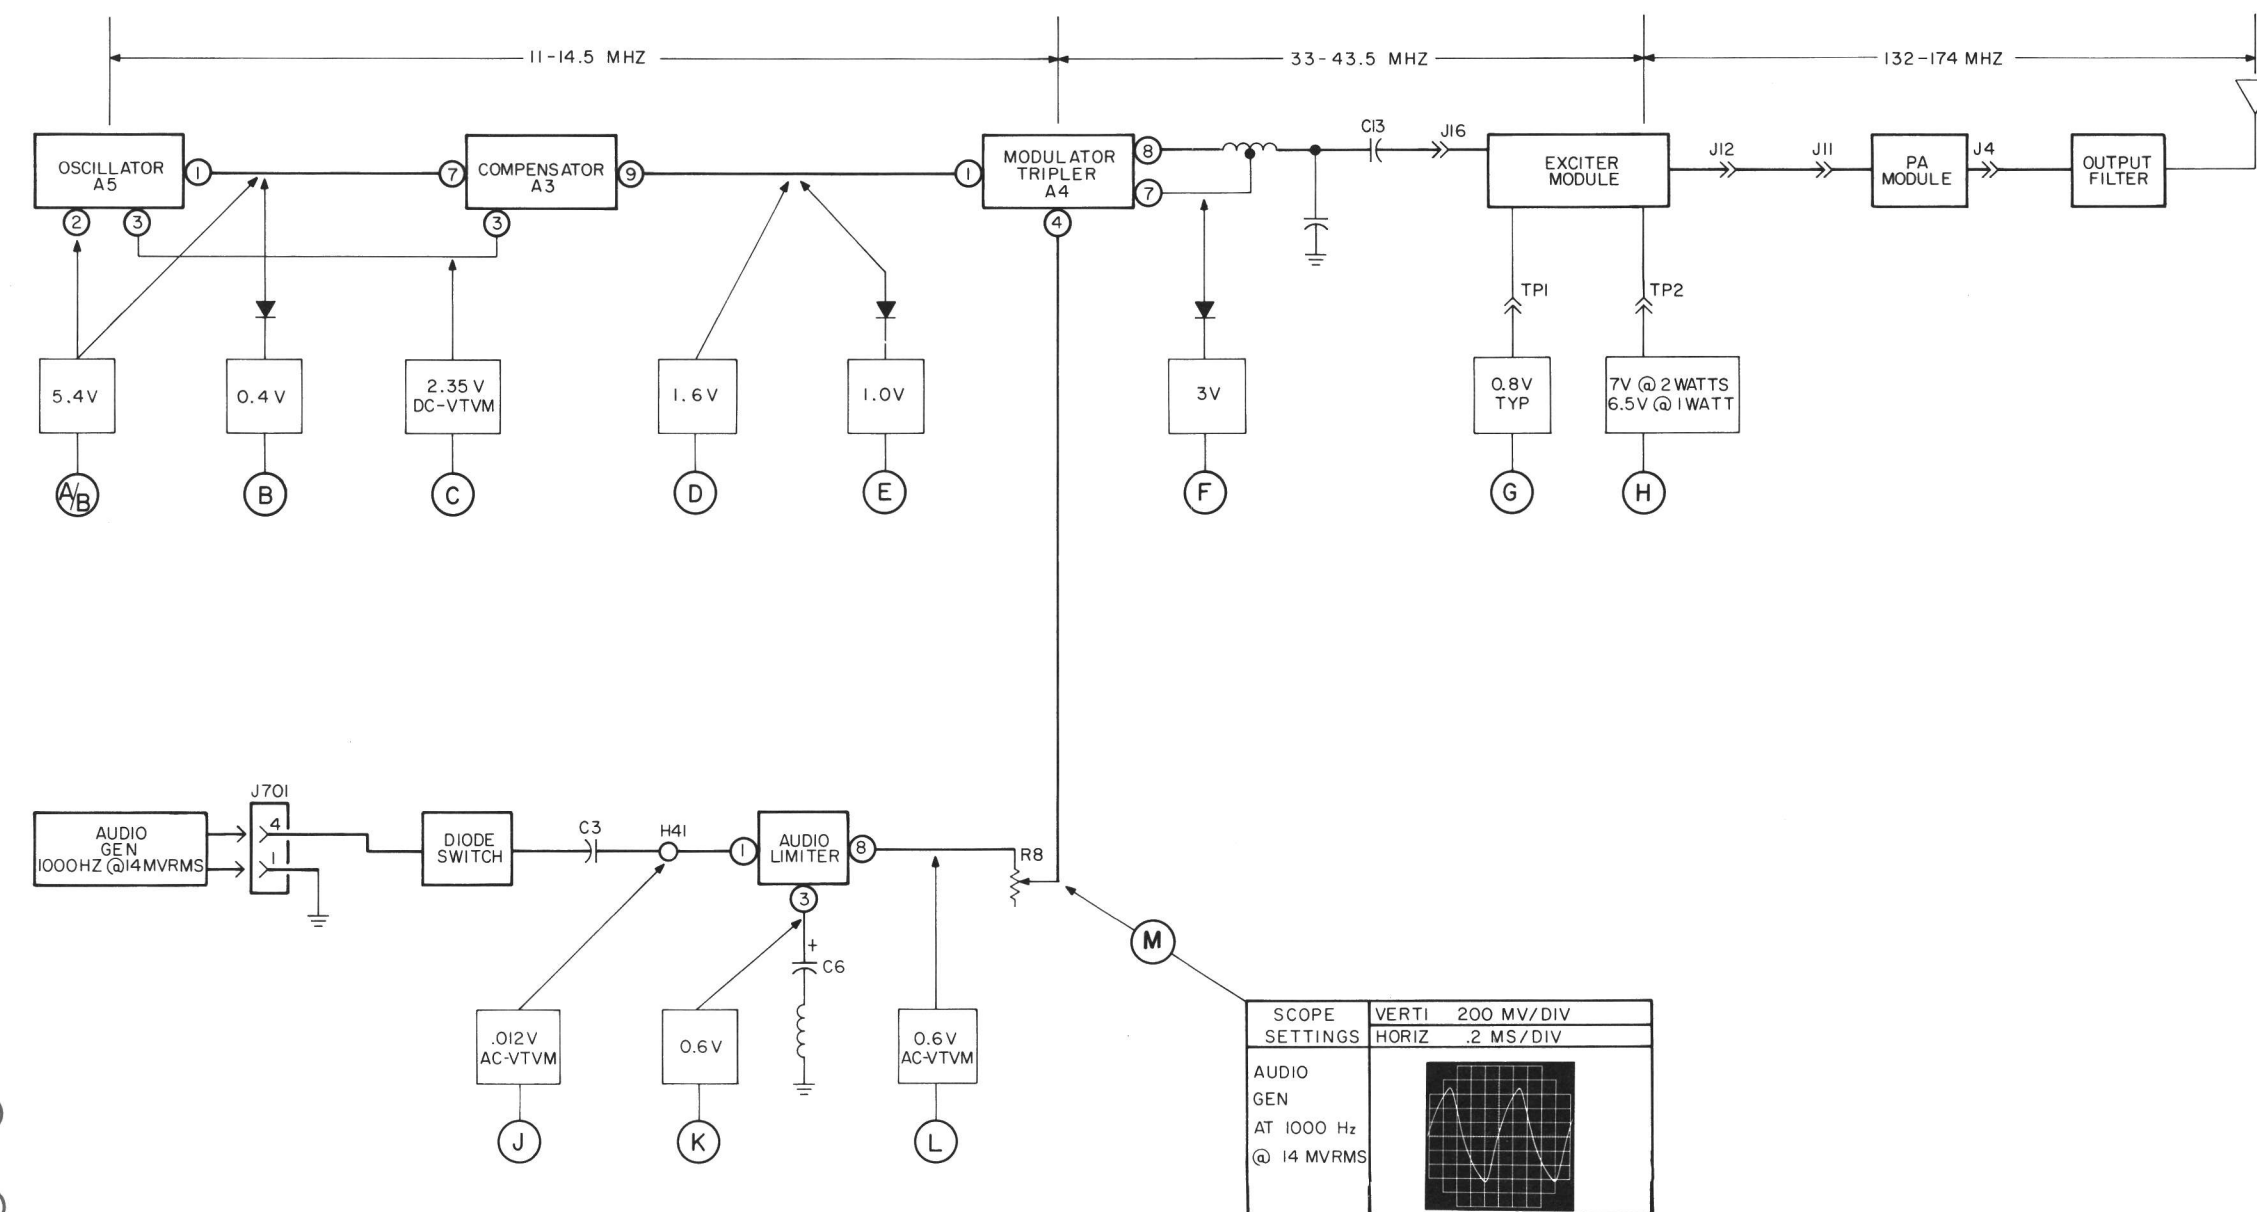 11-14.5 MHZ
33-43.5 MHZ
132-174 MHZ
OSCILLATOR
A5
1
2
3
7
COMPENSATOR
A3
9
3
1
MODULATOR
TRIPLER
A4
8
7
4
C13
J16
EXCITER
MODULE
J12
J11
PA
MODULE
J4
OUTPUT
FILTER
TP1
TP2
5.4V
0.4V
2.35V
DC-VTVM
1.6V
1.0V
3V
0.8V
TYP
7V @ 2 WATTS
6.5V @ 1 WATT
A/B
B
C
D
E
F
G
H
J701
AUDIO
GEN
1000HZ @14MVRMS
4
1
DIODE
SWITCH
C3
H41
1
AUDIO
LIMITER
8
3
R8
+
C6
M
.012V
AC-VTVM
0.6V
0.6V
AC-VTVM
J
K
L
SCOPE
SETTINGS
VERTI 200 MV/DIV
HORIZ .2 MS/DIV
AUDIO
GEN
AT 1000 Hz
@ 14 MVRMS